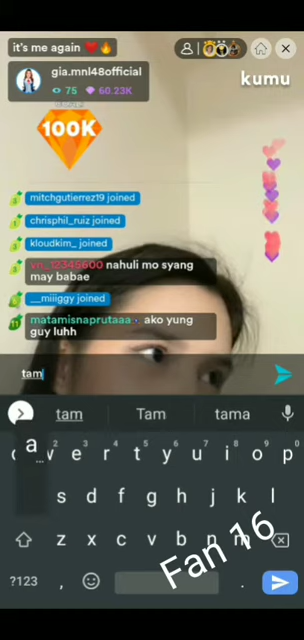 it's me again ❤️🔥
gia.mnl48official
75 60.23K
kumu
100K
mitchgutierrez19 joined
chrisphil_ruiz joined
kloudkim_ joined
nahuli mo syang
may babae
__miiiggy joined
matamisnaprutaaa ako yung
guy luhh
tam
tam Tam tama
a
e r t y u i o p
s d f g h j k l
z x c v b n m
?123 , .
Fan 16